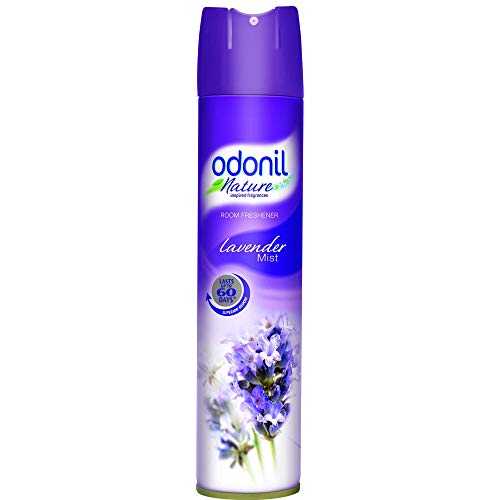 odonil
Nature
inspired fragrances
ROOM FRESHENER
lavender
Mist
LASTS
UP TO
60
DAYS*